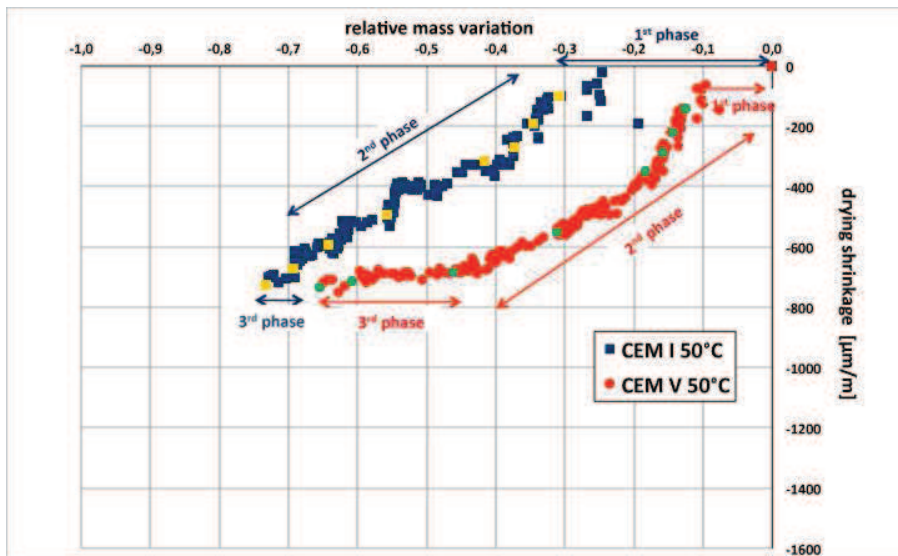 relative mass variation
1st phase
-1,0 -0,9 -0,8 -0,7 -0,6 -0,5 -0,4 -0,3 -0,2 -0,1 0,0
0
1st phase
2nd phase
-200
-400
2nd phase
-600
-800
3rd phase
3rd phase
CEM I 50°C
CEM V 50°C
-1000
-1200
-1400
-1600
drying shrinkage [µm/m]